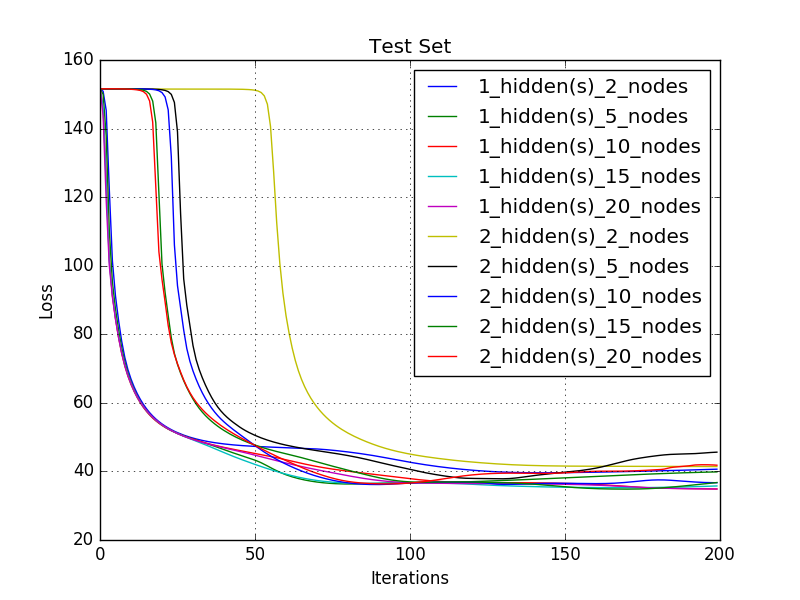 Test Set
160
140
120
100
80
60
40
20
Loss
1_hidden(s)_2_nodes
1_hidden(s)_5_nodes
1_hidden(s)_10_nodes
1_hidden(s)_15_nodes
1_hidden(s)_20_nodes
2_hidden(s)_2_nodes
2_hidden(s)_5_nodes
2_hidden(s)_10_nodes
2_hidden(s)_15_nodes
2_hidden(s)_20_nodes
0 50 100 150 200
Iterations